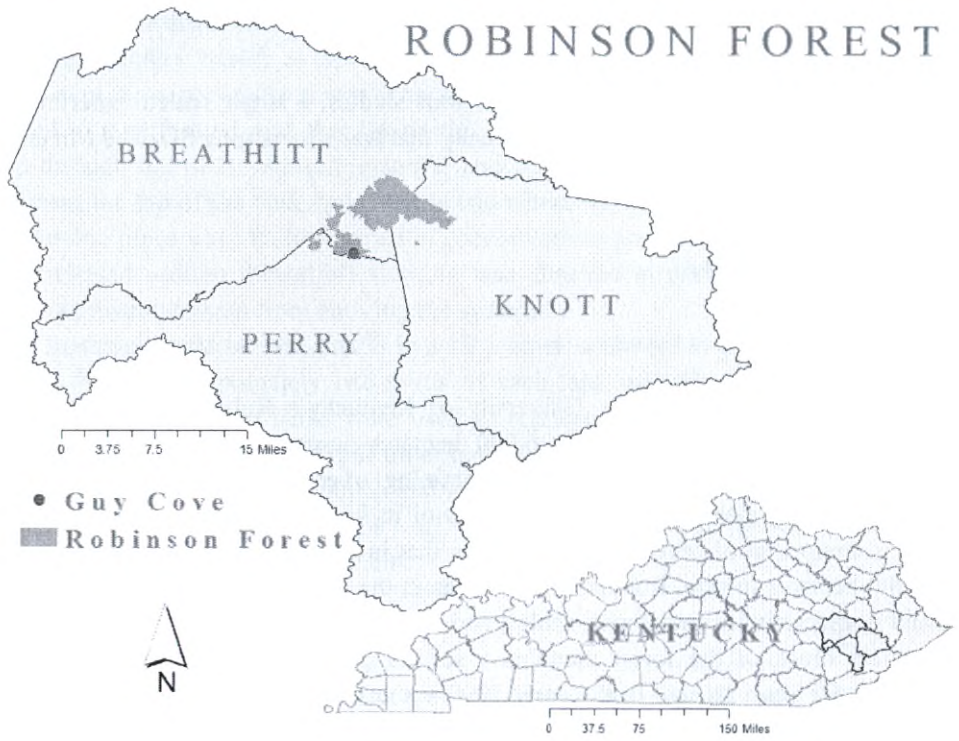 ROBINSON FOREST
BREATHITT
KNOTT
PERRY
0 3.75 7.5 15 Miles
Guy Cove
Robinson Forest
KENTUCKY
N
0 37.5 75 150 Miles